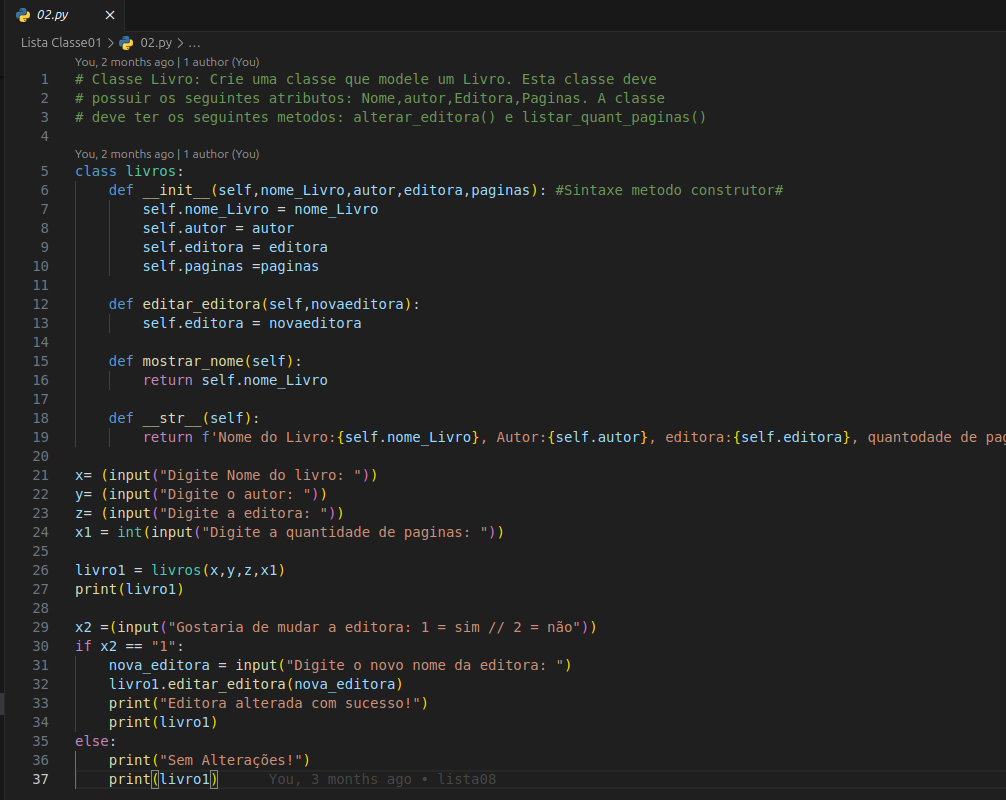 02.py
Lista Classe01 > 02.py > ...
You, 2 months ago | 1 author (You)
1 # Classe Livro: Crie uma classe que modele um Livro. Esta classe deve
2 # possuir os seguintes atributos: Nome,autor,Editora,Paginas. A classe
3 # deve ter os seguintes metodos: alterar_editora() e listar_quant_paginas()
4
You, 2 months ago | 1 author (You)
5 class livros:
6     def __init__(self,nome_Livro,autor,editora,paginas): #Sintaxe metodo construtor#
7         self.nome_Livro = nome_Livro
8         self.autor = autor
9         self.editora = editora
10         self.paginas =paginas
11
12     def editar_editora(self,novaeditora):
13         self.editora = novaeditora
14
15     def mostrar_nome(self):
16         return self.nome_Livro
17
18     def __str__(self):
19         return f'Nome do Livro:{self.nome_Livro}, Autor:{self.autor}, editora:{self.editora}, quantodade de pag
20
21 x= (input("Digite Nome do livro: "))
22 y= (input("Digite o autor: "))
23 z= (input("Digite a editora: "))
24 x1 = int(input("Digite a quantidade de paginas: "))
25
26 livro1 = livros(x,y,z,x1)
27 print(livro1)
28
29 x2 =(input("Gostaria de mudar a editora: 1 = sim // 2 = não"))
30 if x2 == "1":
31     nova_editora = input("Digite o novo nome da editora: ")
32     livro1.editar_editora(nova_editora)
33     print("Editora alterada com sucesso!")
34     print(livro1)
35 else:
36     print("Sem Alterações!")
37     print(livro1)     You, 3 months ago • lista08